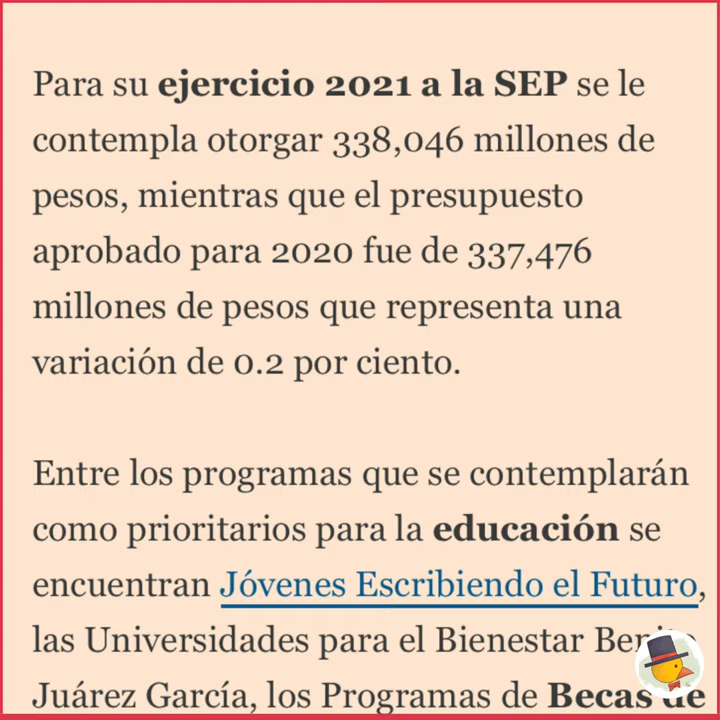 Para su ejercicio 2021 a la SEP se le
contempla otorgar 338,046 millones de
pesos, mientras que el presupuesto
aprobado para 2020 fue de 337,476
millones de pesos que representa una
variación de 0.2 por ciento.
Entre los programas que se contemplarán
como prioritarios para la educación se
encuentran Jóvenes Escribiendo el Futuro,
las Universidades para el Bienestar Benito
Juárez García, los Programas de Becas de